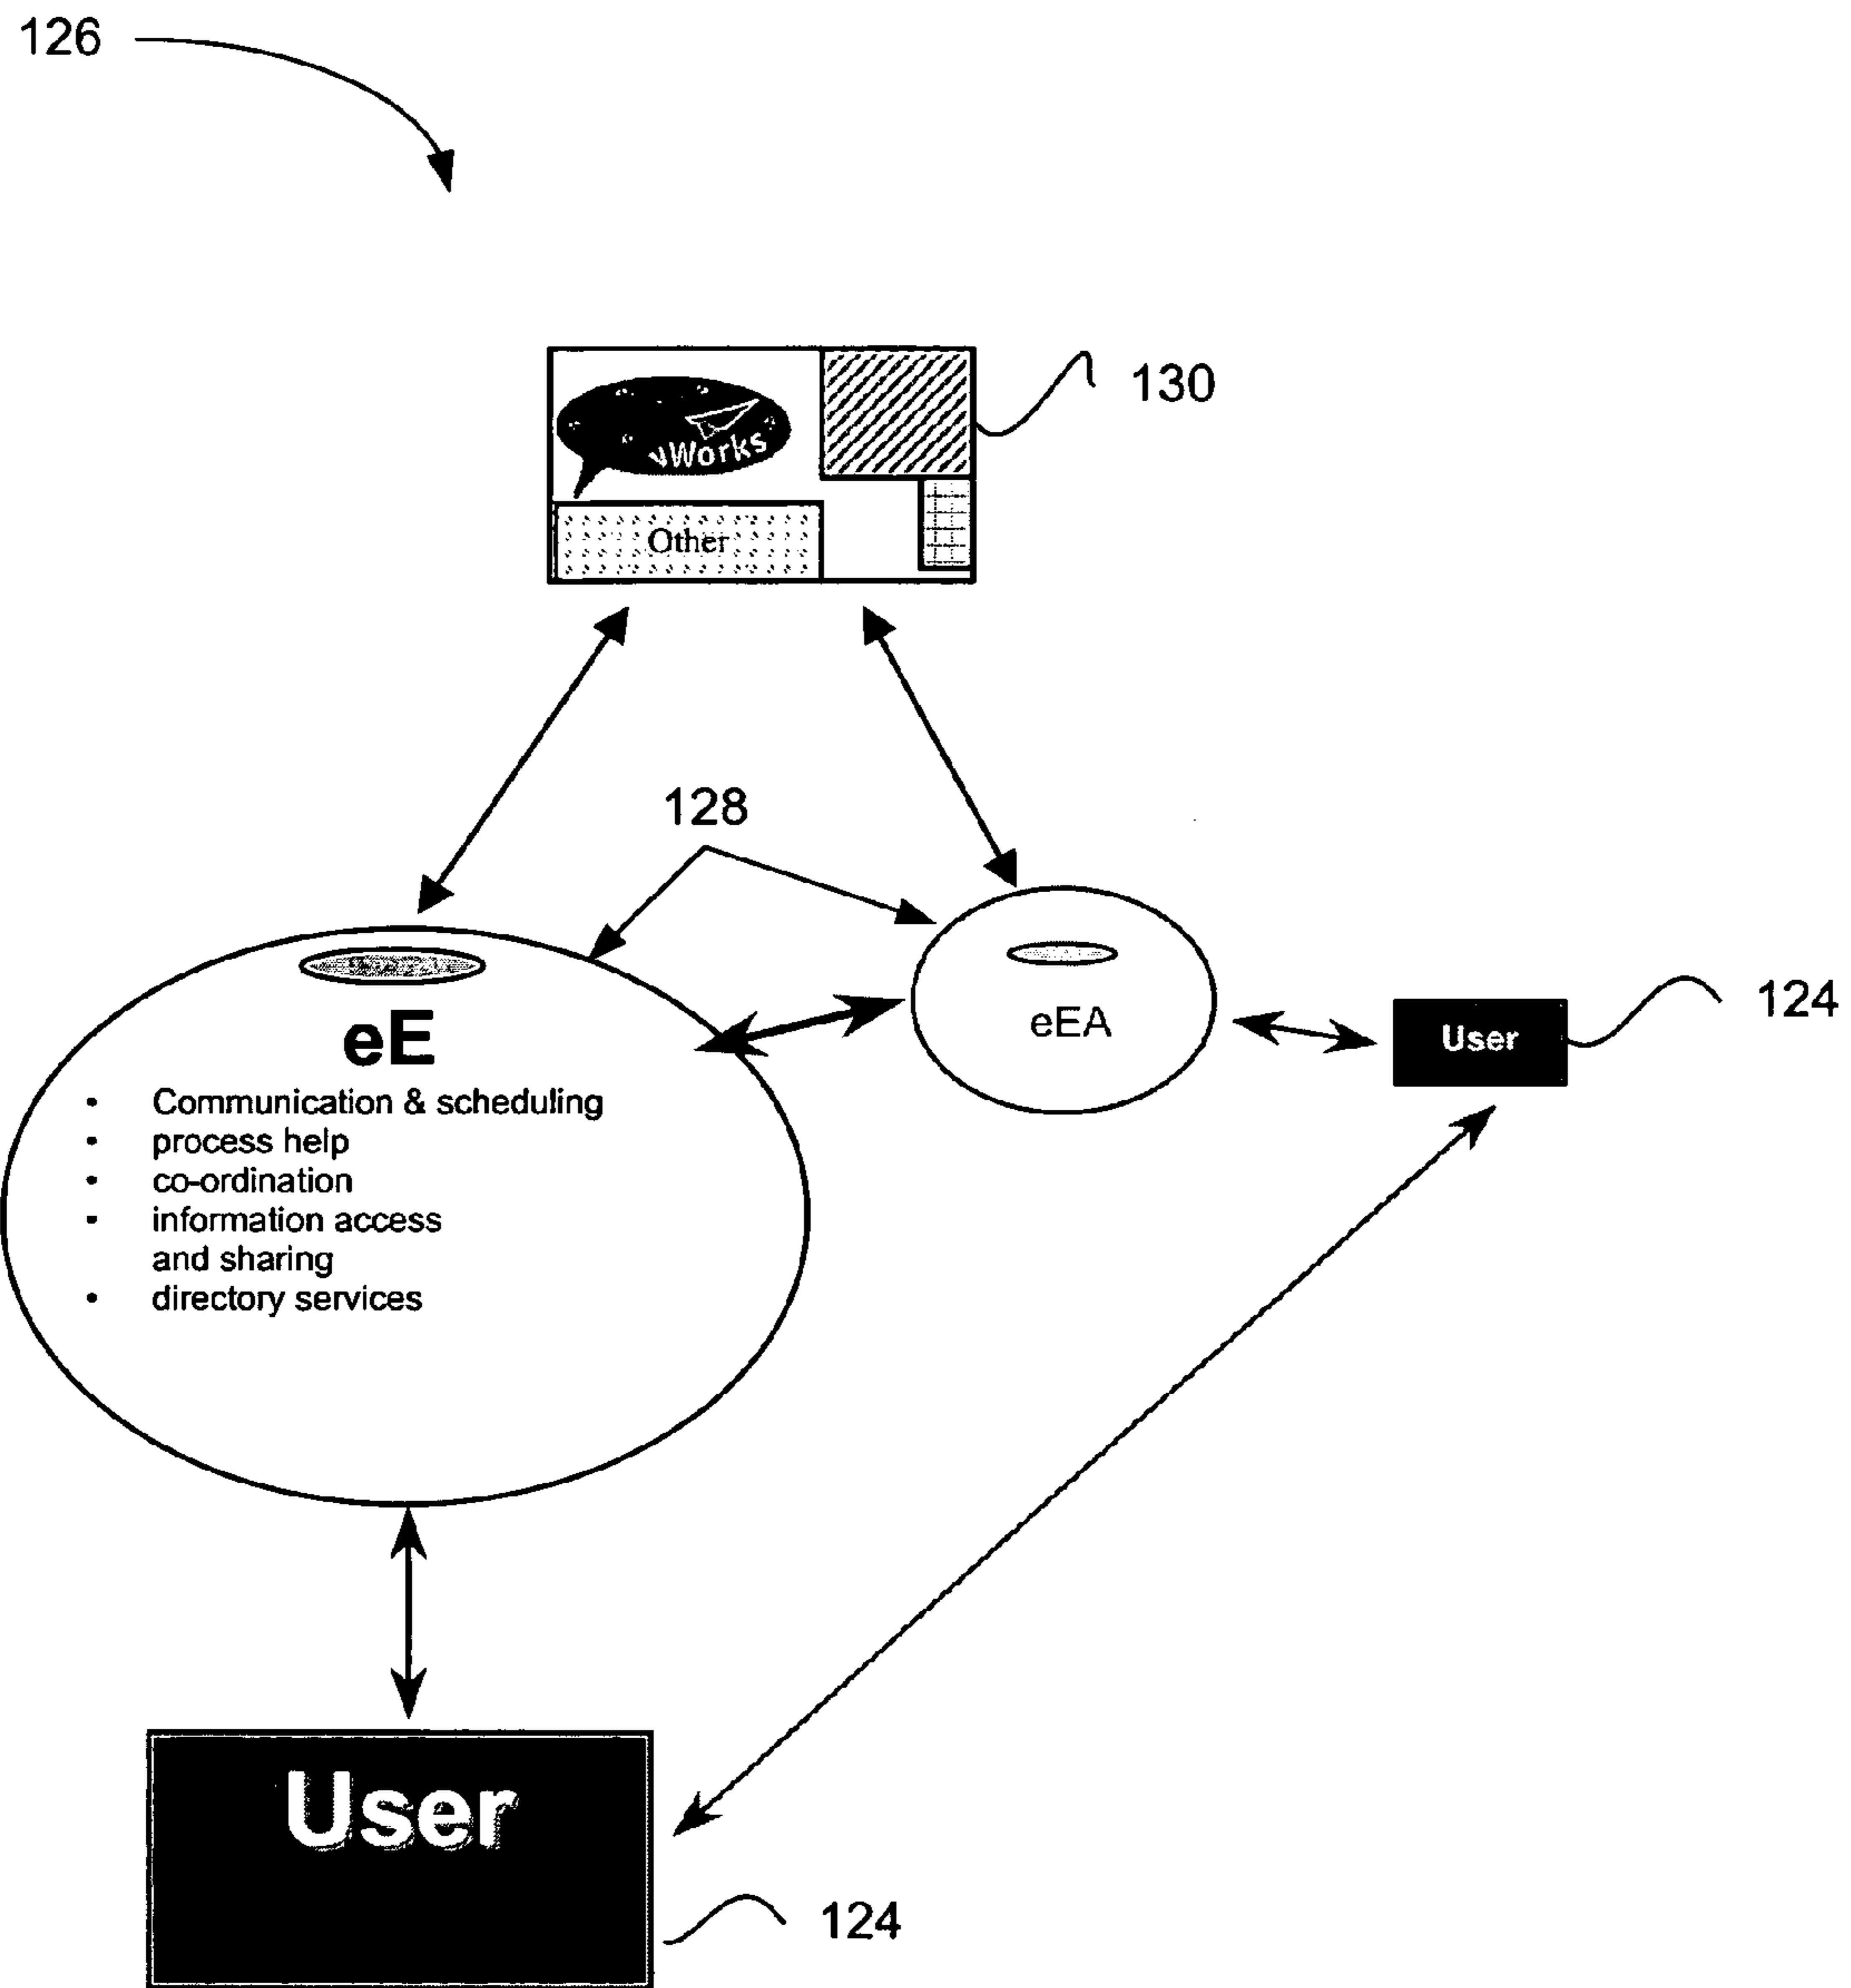 126
130
vWorks
Other
128
eE
• Communication & scheduling
• process help
• co-ordination
• information access
and sharing
• directory services
eEA
User
124
User
124